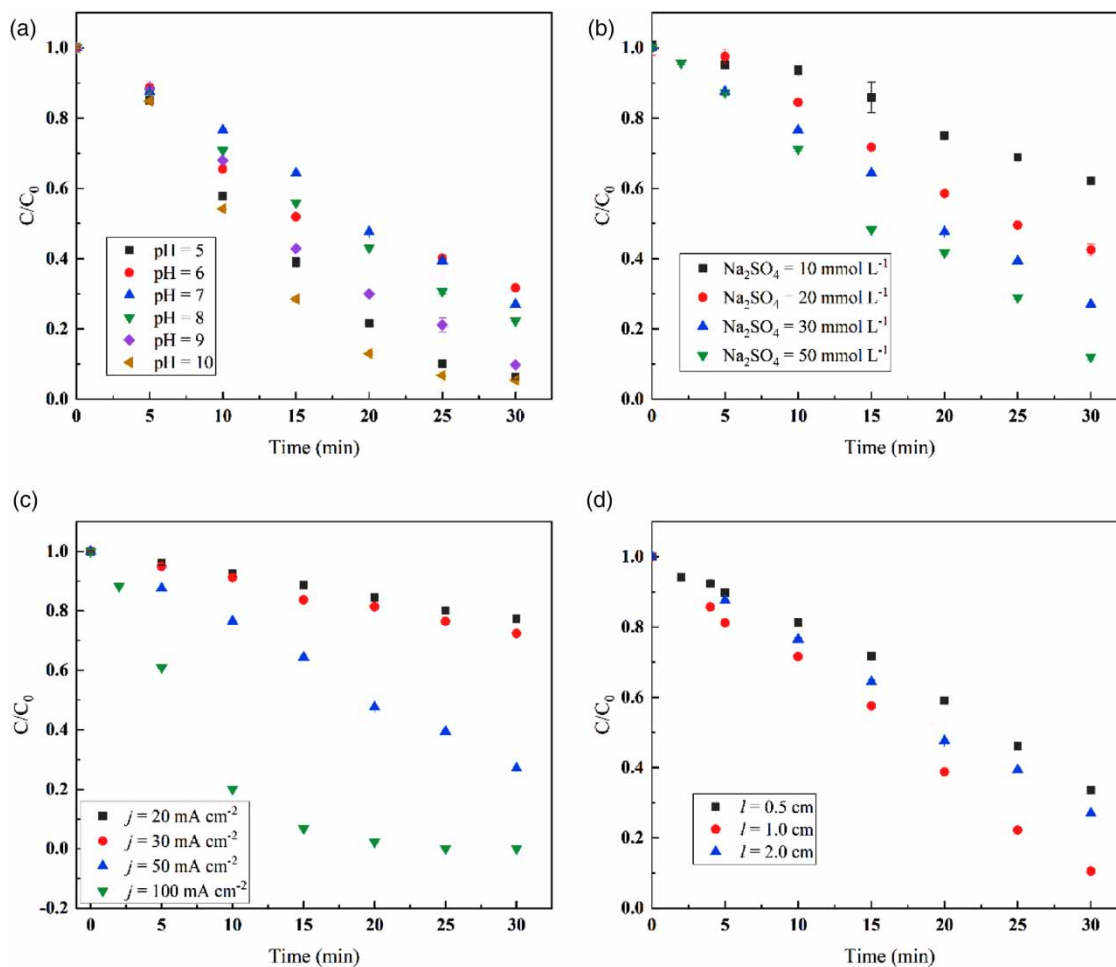 (a)
1.0
0.8
0.6
0.4
0.2
0.0
C/C₀
pH = 5
pH = 6
pH = 7
pH = 8
pH = 9
pH = 10
0 5 10 15 20 25 30
Time (min)
(b)
1.0
0.8
0.6
0.4
0.2
0.0
C/C₀
Na₂SO₄ = 10 mmol L⁻¹
Na₂SO₄ = 20 mmol L⁻¹
Na₂SO₄ = 30 mmol L⁻¹
Na₂SO₄ = 50 mmol L⁻¹
0 5 10 15 20 25 30
Time (min)
(c)
1.0
0.8
0.6
0.4
0.2
0.0
-0.2
C/C₀
j = 20 mA cm⁻²
j = 30 mA cm⁻²
j = 50 mA cm⁻²
j = 100 mA cm⁻²
0 5 10 15 20 25 30
Time (min)
(d)
1.0
0.8
0.6
0.4
0.2
0.0
C/C₀
l = 0.5 cm
l = 1.0 cm
l = 2.0 cm
0 5 10 15 20 25 30
Time (min)